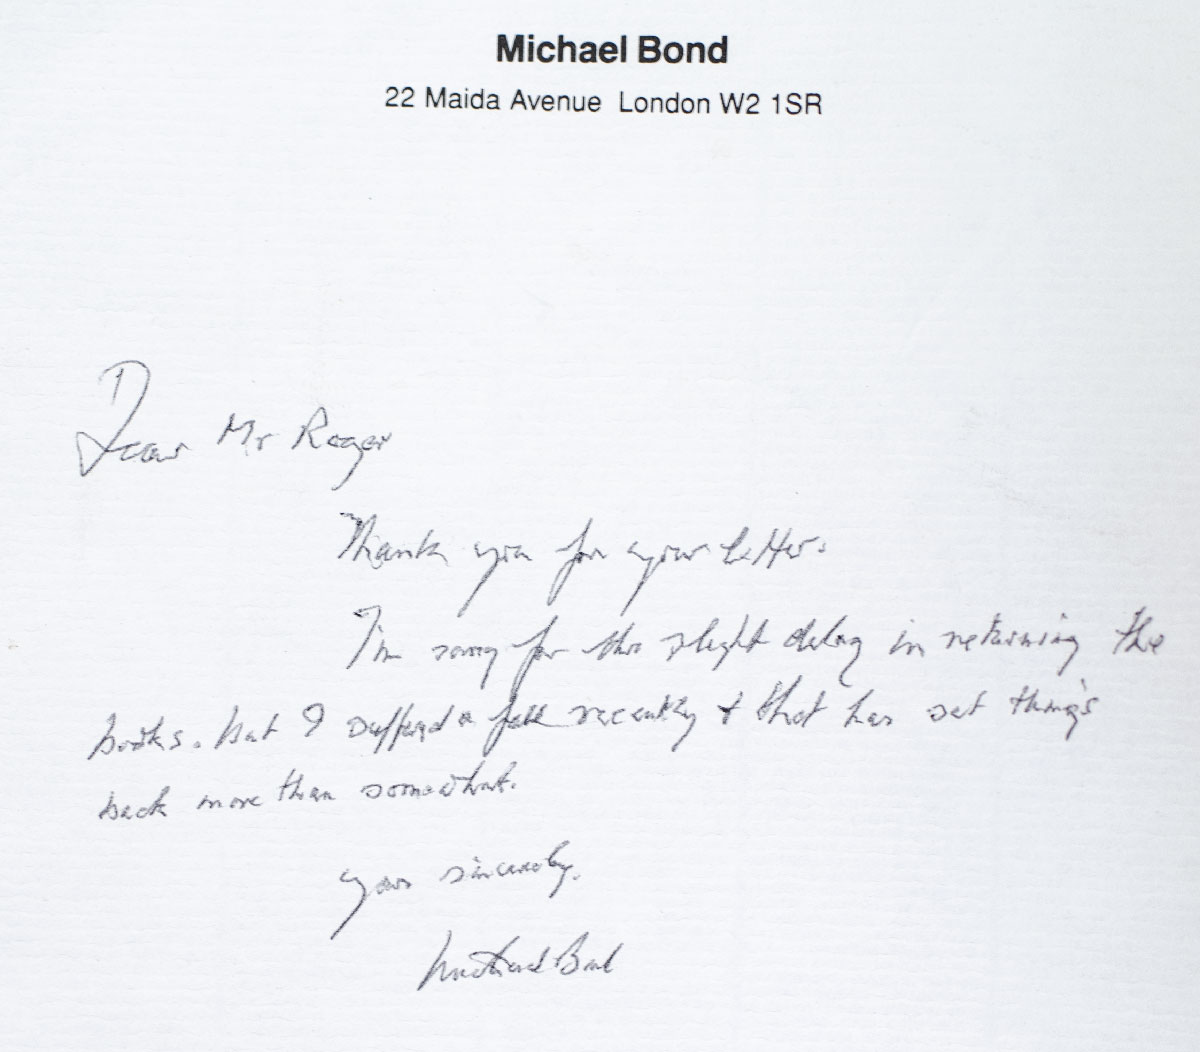 Michael Bond
22 Maida Avenue London W2 1SR
Dear Mr Roger
Thank you for your letter.
I'm sorry for the slight delay in returning the
books. but I suffered a fall recently + that has set things
back more than somewhat.
Yours sincerely.
Michael Bond